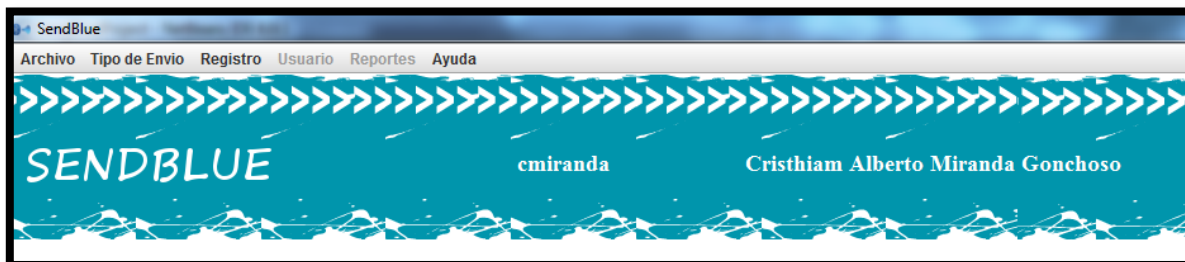 SendBlue
Archivo Tipo de Envio Registro Usuario Reportes Ayuda
SENDBLUE cmiranda Cristhiam Alberto Miranda Gonchoso